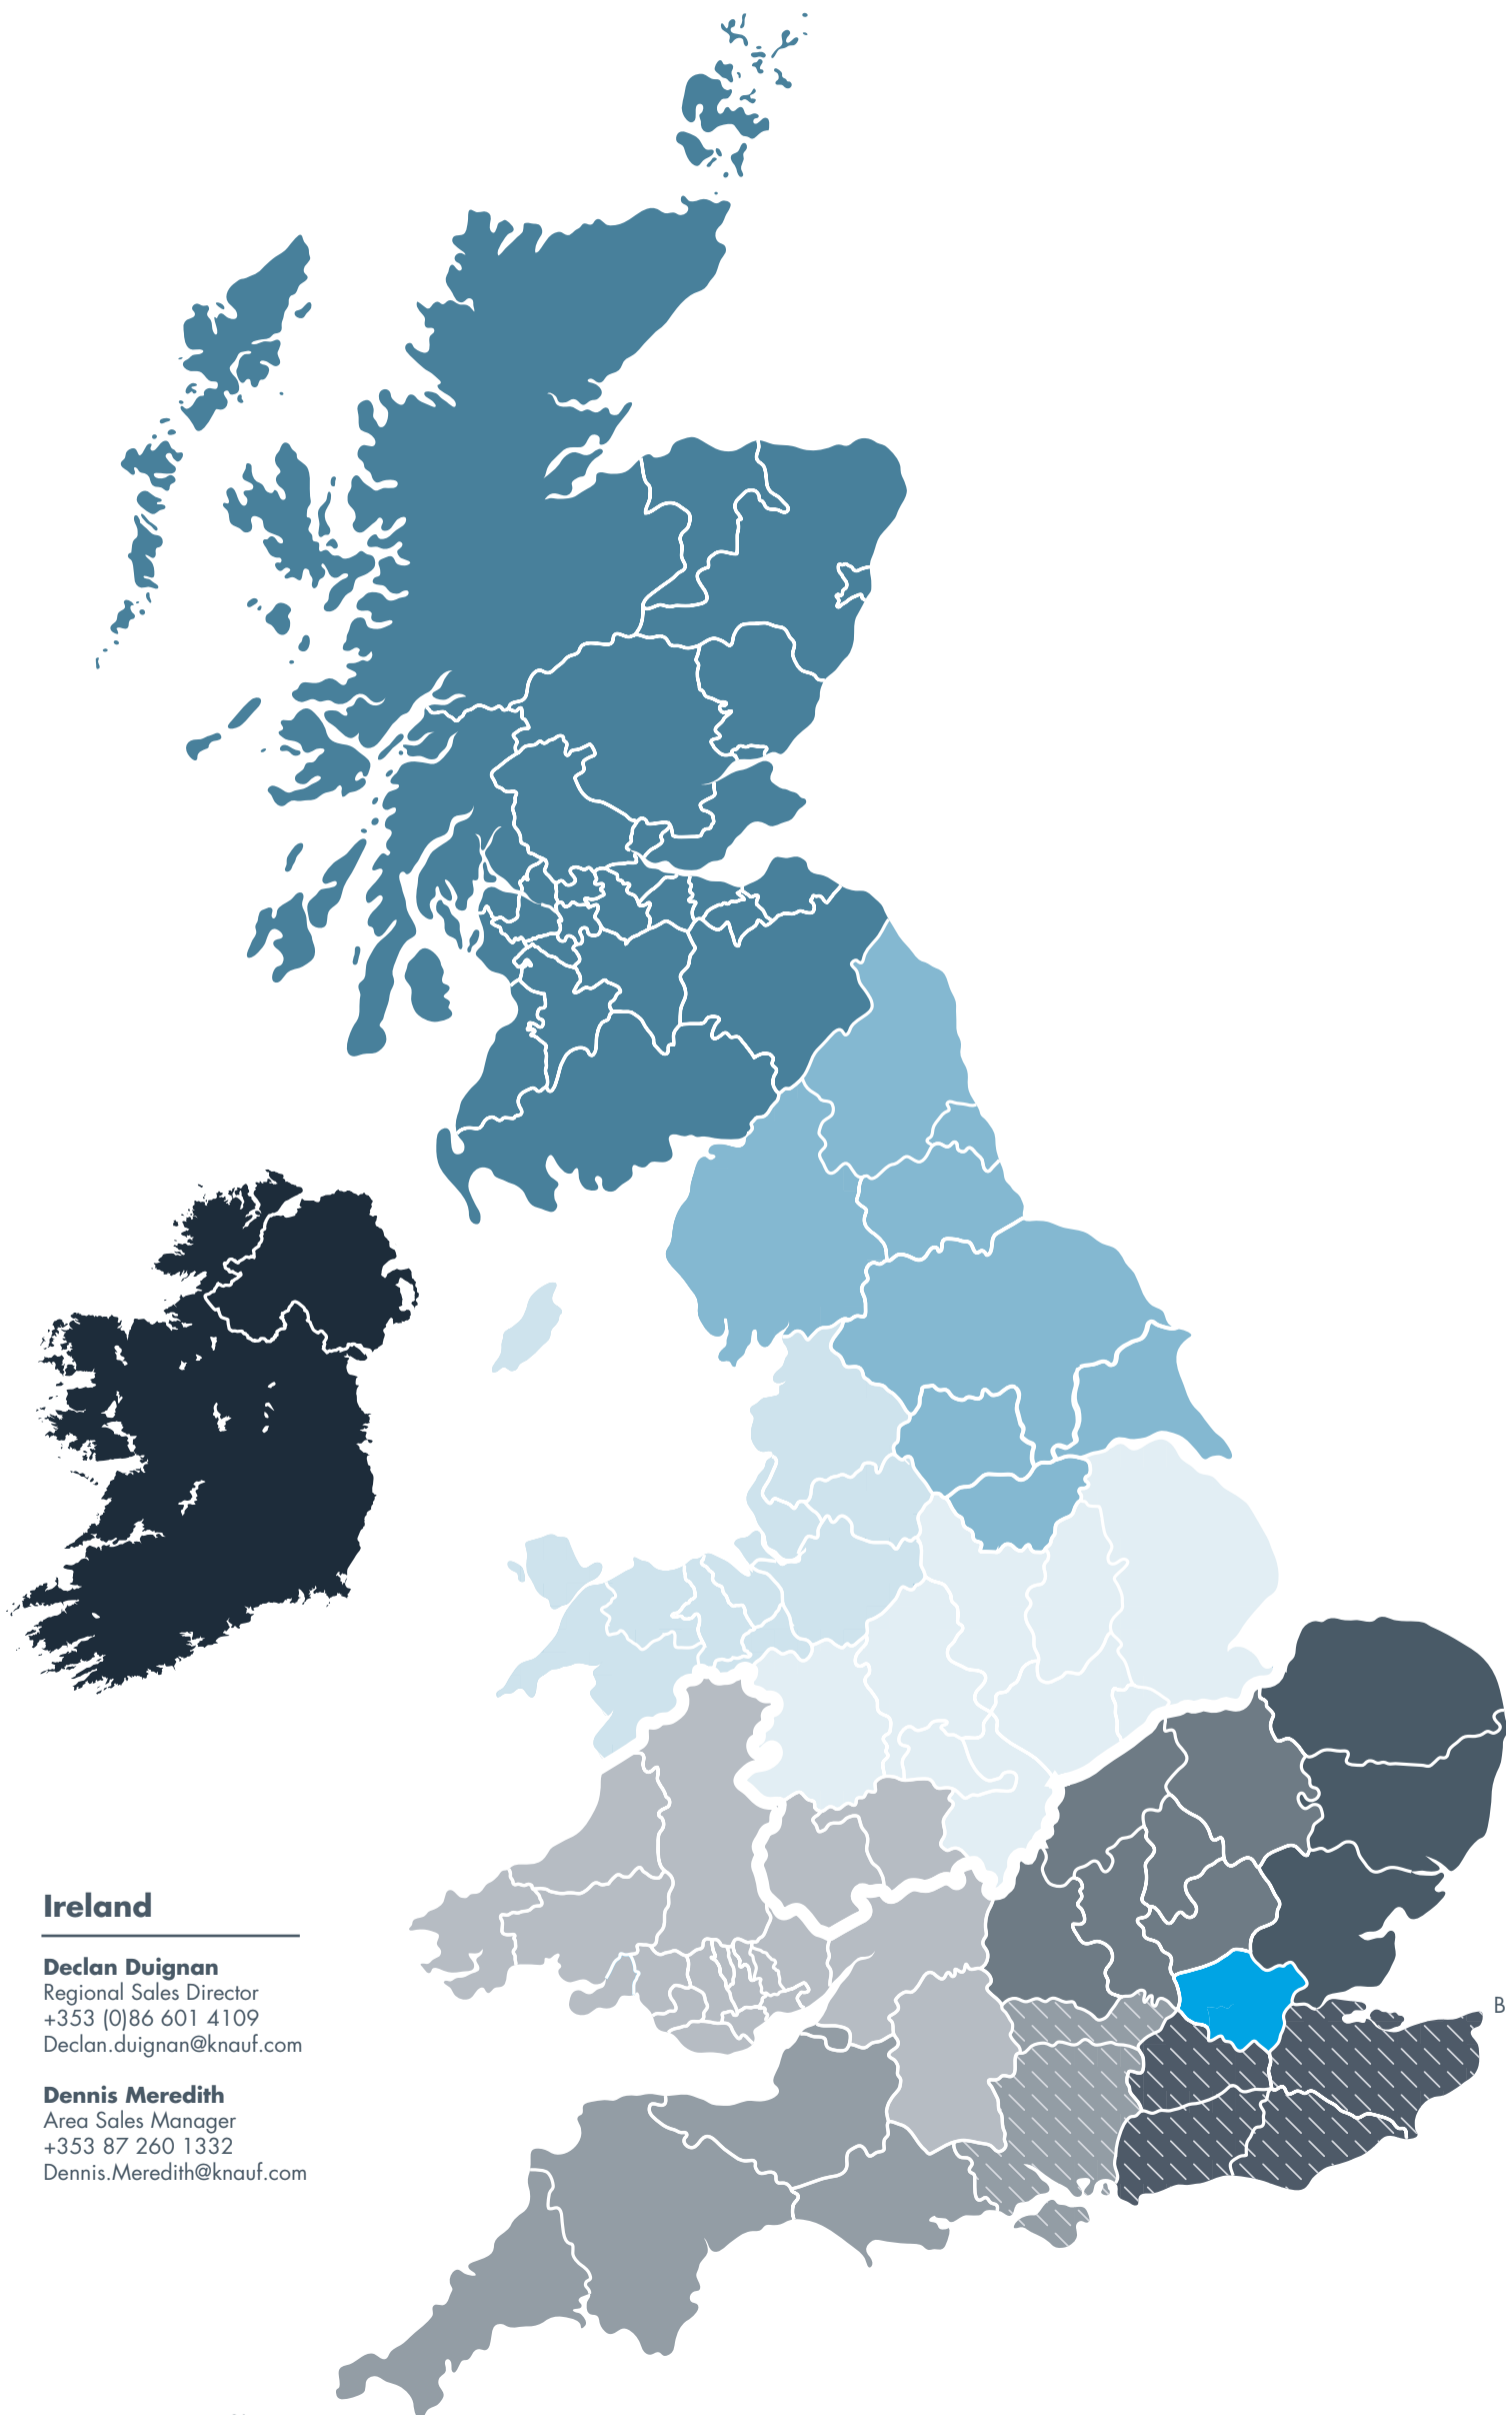 Ireland
Declan Duignan
Regional Sales Director
+353 (0)86 601 4109
Declan.duignan@knauf.com
Dennis Meredith
Area Sales Manager
+353 87 260 1332
Dennis.Meredith@knauf.com
B